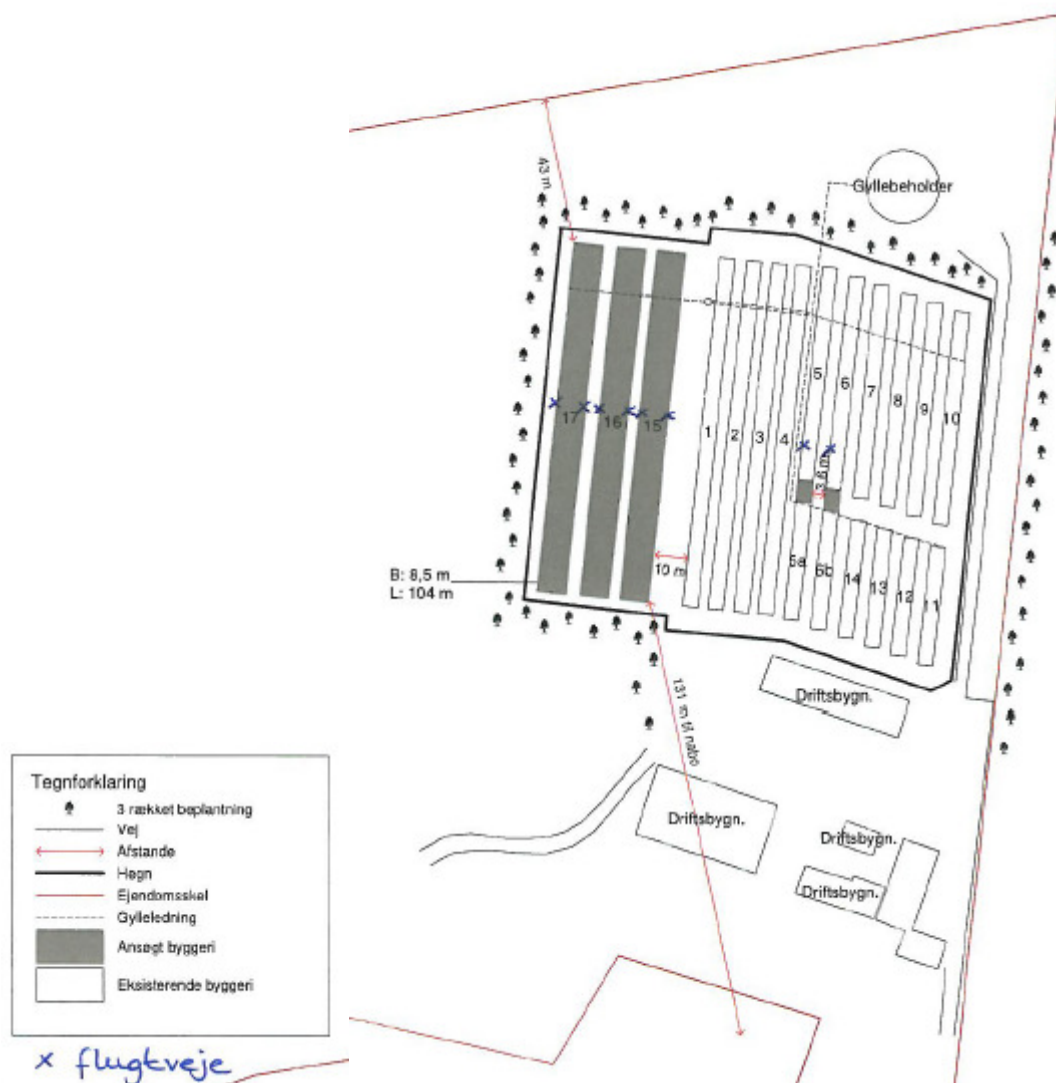 43 m
Gyllebeholder
17
16
15
1
2
3
4
5
6
7
8
9
10
3,6 m
B: 8,5 m
L: 104 m
10 m
5a
6b
14
13
12
11
131 m til nabo
Driftsbygn.
Driftsbygn.
Driftsbygn.
Driftsbygn.
Tegnforklaring
3 rækket beplantning
Vej
Afstande
Hegn
Ejendomsskel
Gylleledning
Ansøgt byggeri
Eksisterende byggeri
x flugtveje